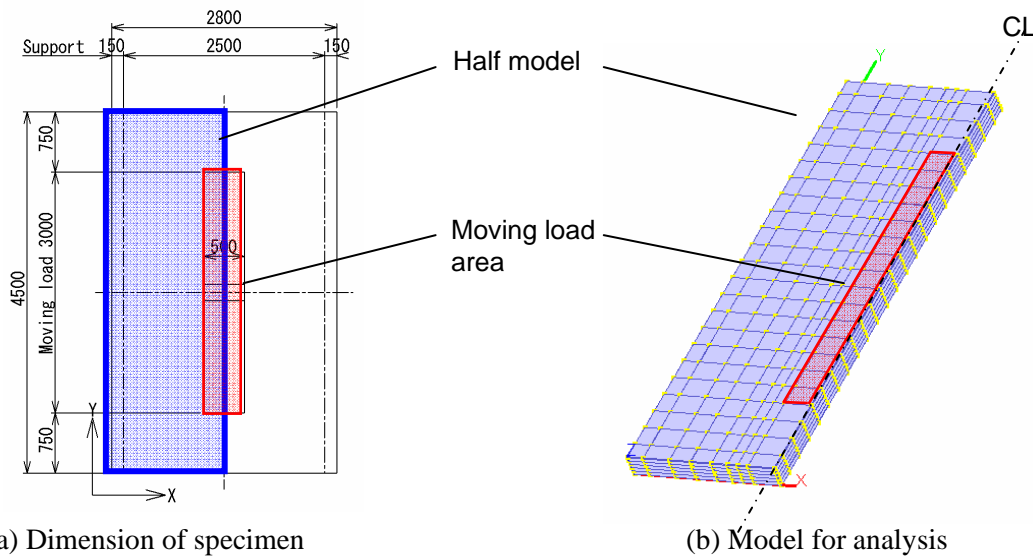 2800
Support 150 2500 150
Half model
CL
Y
750
4500
Moving load 3000
500
Moving load
area
Y
750
X
X
a) Dimension of specimen
(b) Model for analysis